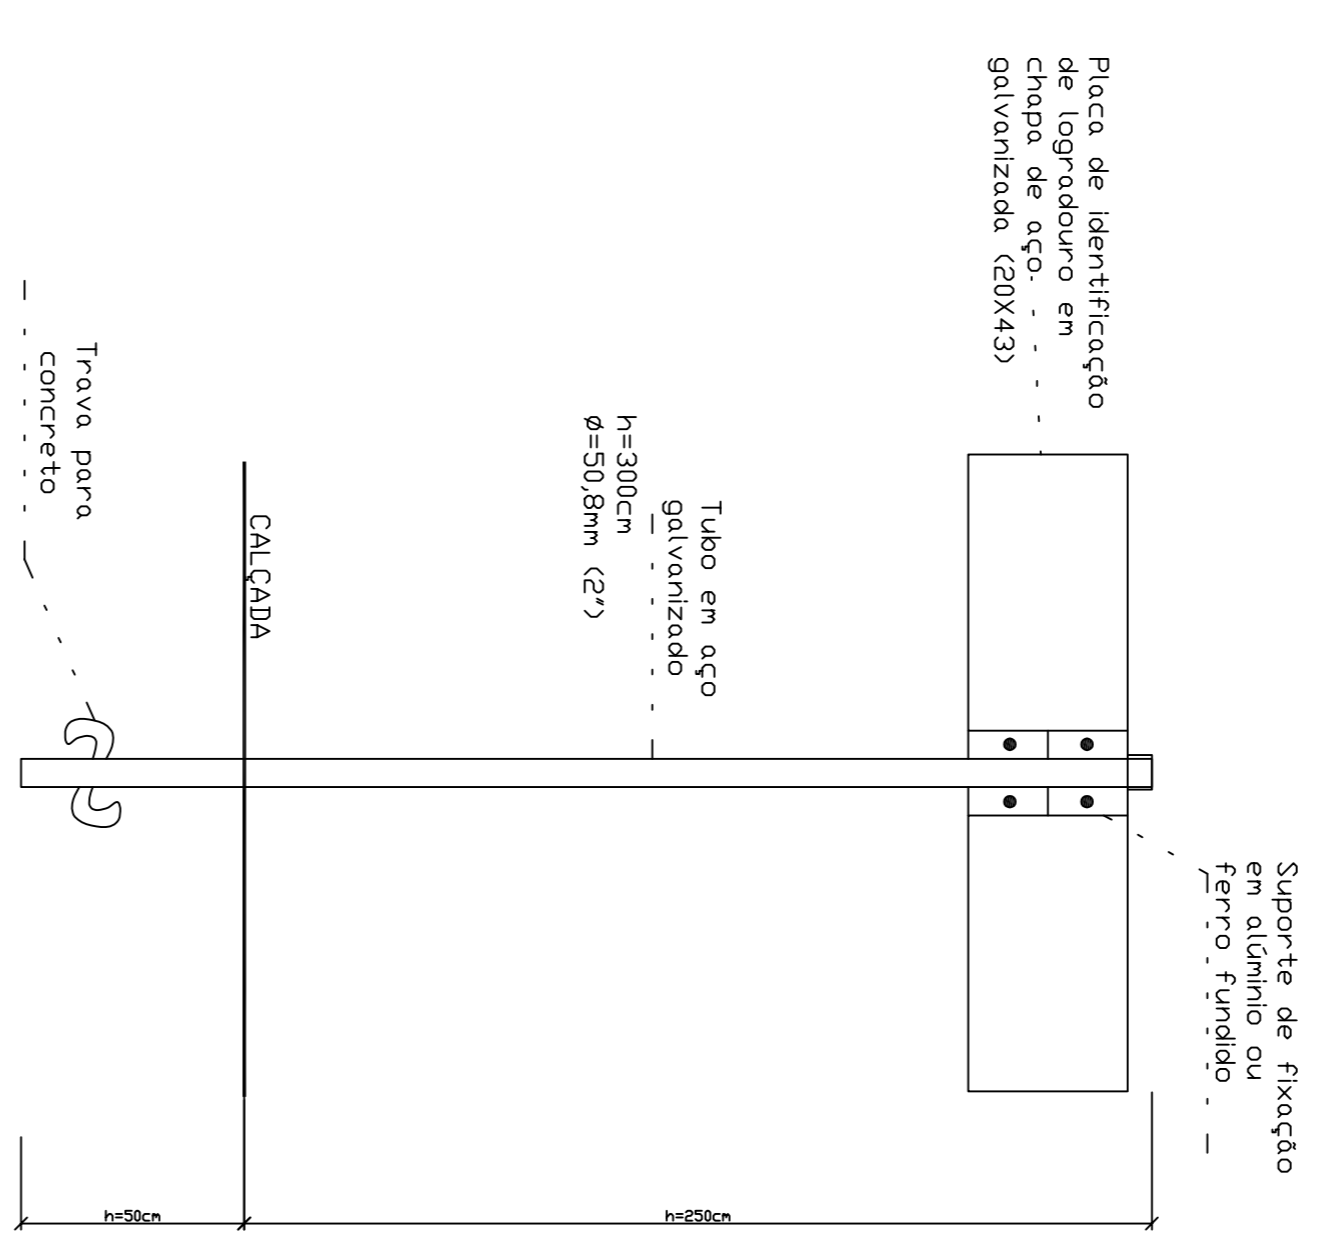 Placa de identificação
de logradouro em
chapa de aço
galvanizada (20X43)
Suporte de fixação
em alúminio ou
ferro fundido
Tubo em aço
galvanizado
h=300cm
Ø=50,8mm (2")
CALÇADA
Trava para
concreto
h=250cm
h=50cm